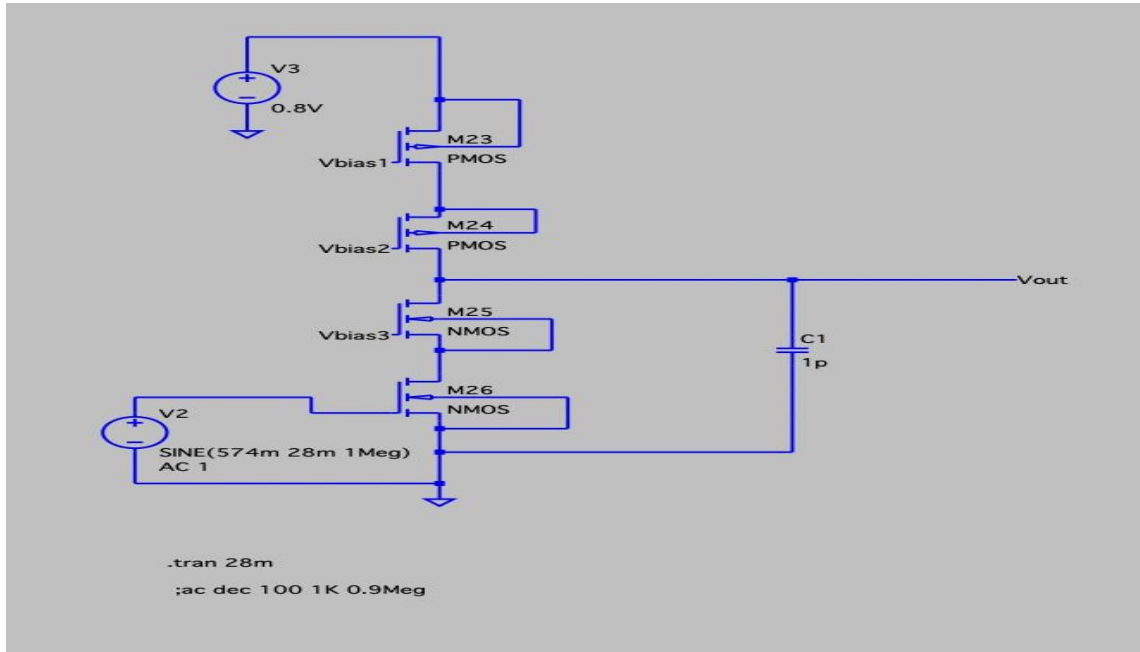 V3
0.8V
M23
PMOS
Vbias1
M24
PMOS
Vbias2
Vout
M25
NMOS
Vbias3
C1
1p
M26
NMOS
V2
SINE(574m 28m 1Meg)
AC 1
.tran 28m
;ac dec 100 1K 0.9Meg